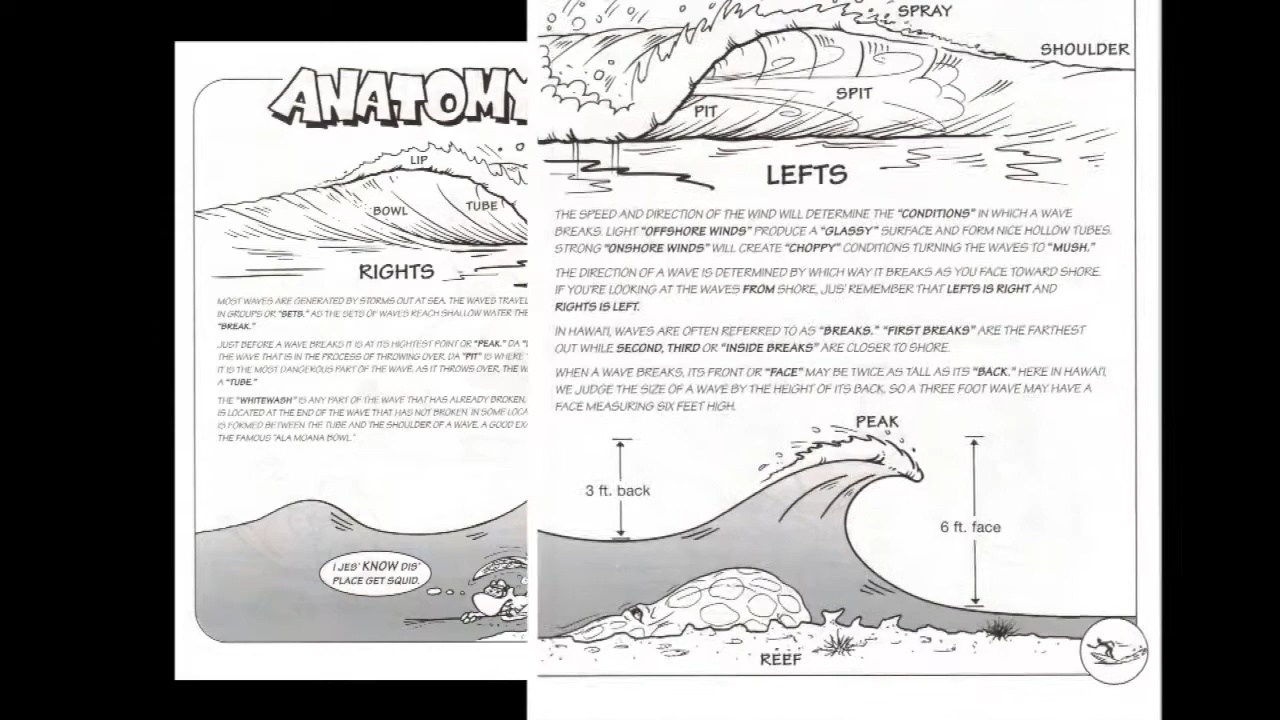 ANATOMY
LIP
BOWL
TUBE
RIGHTS
MOST WAVES ARE GENERATED BY STORMS OUT AT SEA. THE WAVES TRAVEL
IN GROUPS OR "SETS." AS THE SETS OF WAVES REACH SHALLOW WATER THE
"BREAK."
JUST BEFORE A WAVE BREAKS IT IS AT ITS HIGHTEST POINT OR "PEAK." DA
THE WAVE THAT IS IN THE PROCESS OF THROWING OVER. DA "PIT" IS WHERE
IT IS THE MOST DANGEROUS PART OF THE WAVE. AS IT THROWS OVER, THE W
A "TUBE."
THE "WHITEWASH" IS ANY PART OF THE WAVE THAT HAS ALREADY BROKEN.
IS LOCATED AT THE END OF THE WAVE THAT HAS NOT BROKEN. IN SOME LOCA
IS FORMED BETWEEN THE TUBE AND THE SHOULDER OF A WAVE. A GOOD EXA
THE FAMOUS "ALA MOANA BOWL."
I JES' KNOW DIS'
PLACE GET SQUID.
SPRAY
SHOULDER
SPIT
PIT
LEFTS
THE SPEED AND DIRECTION OF THE WIND WILL DETERMINE THE "CONDITIONS" IN WHICH A WAVE
BREAKS. LIGHT "OFFSHORE WINDS" PRODUCE A "GLASSY" SURFACE AND FORM NICE HOLLOW TUBES.
STRONG "ONSHORE WINDS" WILL CREATE "CHOPPY" CONDITIONS TURNING THE WAVES TO "MUSH."
THE DIRECTION OF A WAVE IS DETERMINED BY WHICH WAY IT BREAKS AS YOU FACE TOWARD SHORE.
IF YOU'RE LOOKING AT THE WAVES FROM SHORE, JUS' REMEMBER THAT LEFTS IS RIGHT AND
RIGHTS IS LEFT.
IN HAWAI'I, WAVES ARE OFTEN REFERRED TO AS "BREAKS." "FIRST BREAKS" ARE THE FARTHEST
OUT WHILE SECOND, THIRD OR "INSIDE BREAKS" ARE CLOSER TO SHORE.
WHEN A WAVE BREAKS, ITS FRONT OR "FACE" MAY BE TWICE AS TALL AS ITS "BACK." HERE IN HAWAI'I,
WE JUDGE THE SIZE OF A WAVE BY THE HEIGHT OF ITS BACK, SO A THREE FOOT WAVE MAY HAVE A
FACE MEASURING SIX FEET HIGH.
PEAK
3 ft. back
6 ft. face
REEF